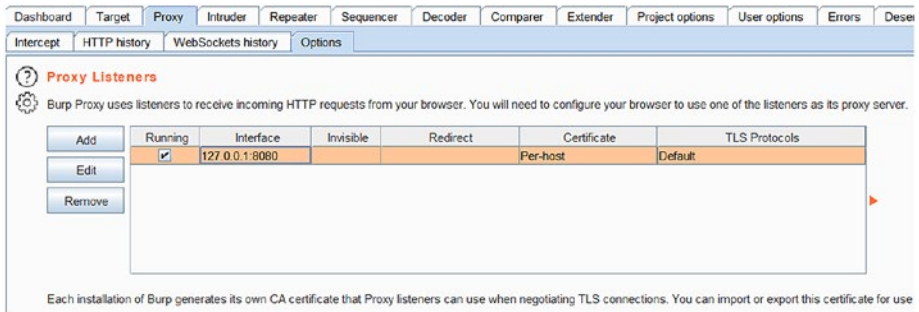 Dashboard Target Proxy Intruder Repeater Sequencer Decoder Comparer Extender Project options User options Errors Deser
Intercept HTTP history WebSockets history Options
? Proxy Listeners
Burp Proxy uses listeners to receive incoming HTTP requests from your browser. You will need to configure your browser to use one of the listeners as its proxy server.
Add Running Interface Invisible Redirect Certificate TLS Protocols
127.0.0.1:8080 Per-host Default
Edit
Remove
Each installation of Burp generates its own CA certificate that Proxy listeners can use when negotiating TLS connections. You can import or export this certificate for use